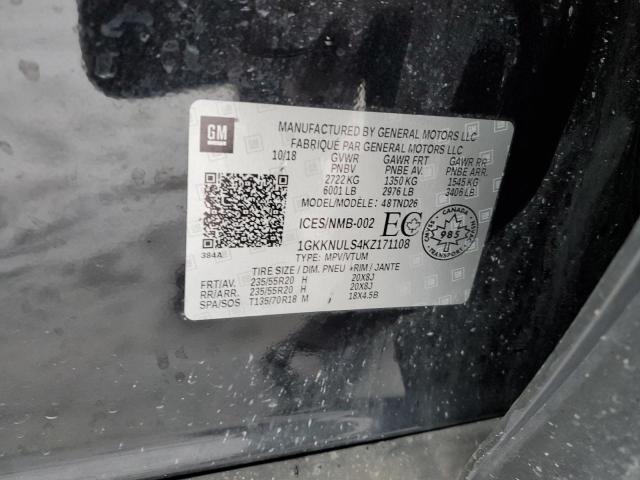 GM
MANUFACTURED BY GENERAL MOTORS LLC
FABRIQUÉ PAR GENERAL MOTORS LLC
10/18 GVWR GAWR FRT GAWR RR
PNBV PNBE AV. PNBE ARR.
2722 KG 1350 KG 1545 KG
6001 LB 2976 LB 3406 LB
MODEL/MODÈLE: 48TND26
ICES/NMB-002 EC
CANADA
985
384A
1GKKNULS4KZ171108
TYPE: MPV/VTUM
TIRE SIZE / DIM. PNEU +RIM / JANTE
FRT/AV. 235/55R20 H 20X8J
RR/ARR. 235/55R20 H 20X8J
SPA/SOS T135/70R18 M 18X4.5B